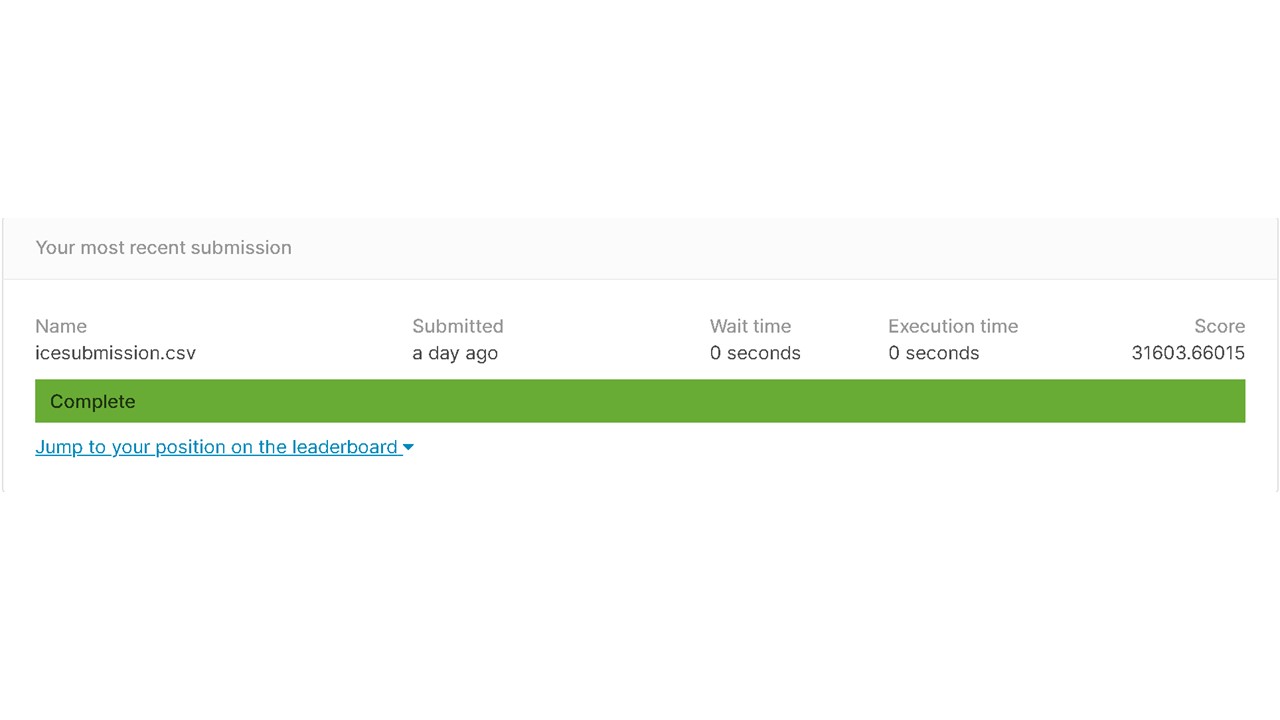 Your most recent submission
Name Submitted Wait time Execution time Score
icesubmission.csv a day ago 0 seconds 0 seconds 31603.66015
Complete
Jump to your position on the leaderboard